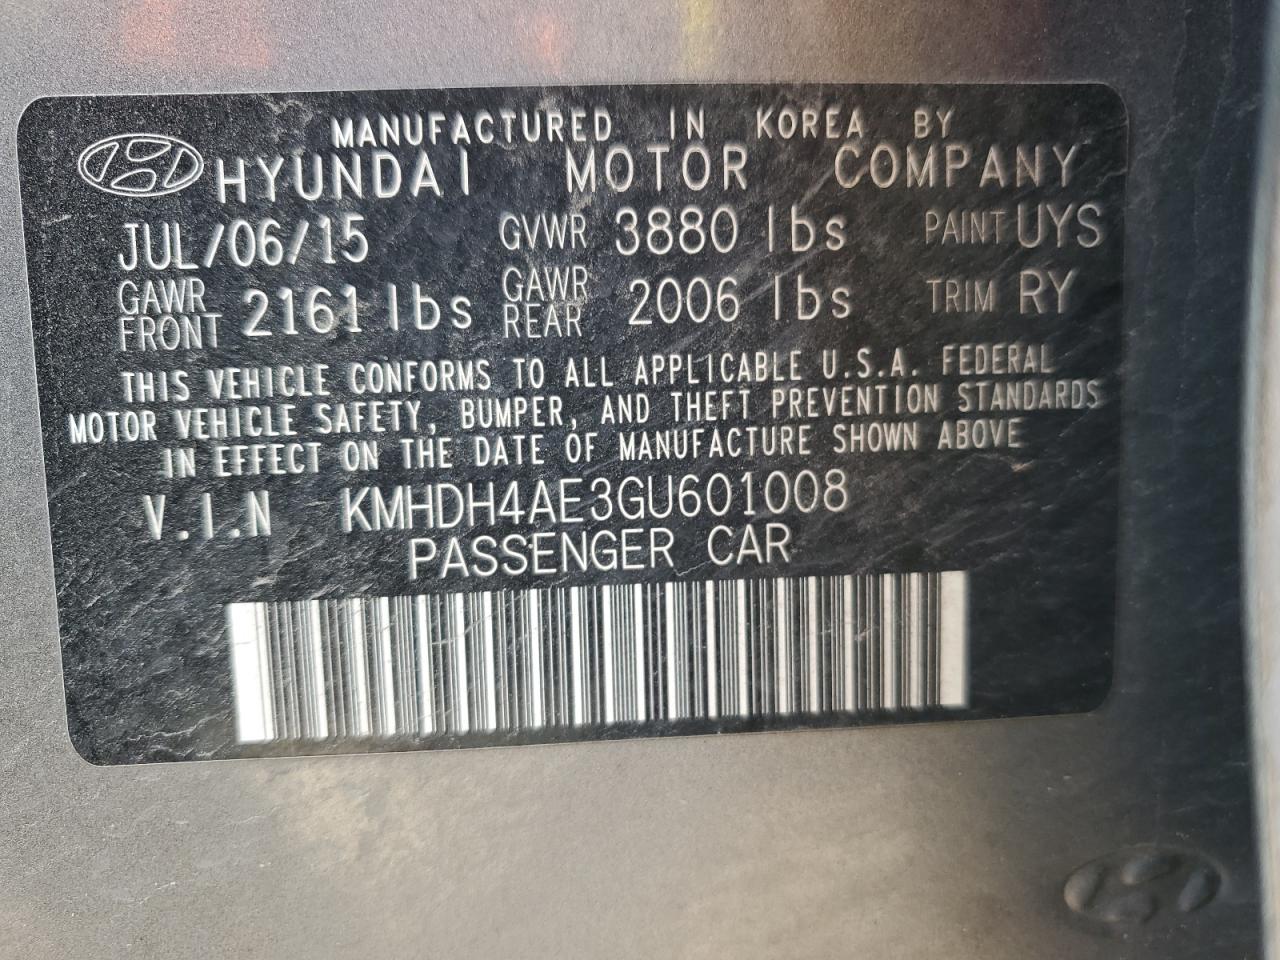 MANUFACTURED IN KOREA BY
HYUNDAI MOTOR COMPANY
JUL/06/15 GVWR 3880 lbs PAINT UYS
GAWR FRONT 2161 lbs GAWR REAR 2006 lbs TRIM RY
THIS VEHICLE CONFORMS TO ALL APPLICABLE U.S.A. FEDERAL
MOTOR VEHICLE SAFETY, BUMPER, AND THEFT PREVENTION STANDARDS
IN EFFECT ON THE DATE OF MANUFACTURE SHOWN ABOVE
V.I.N KMHDH4AE3GU601008
PASSENGER CAR